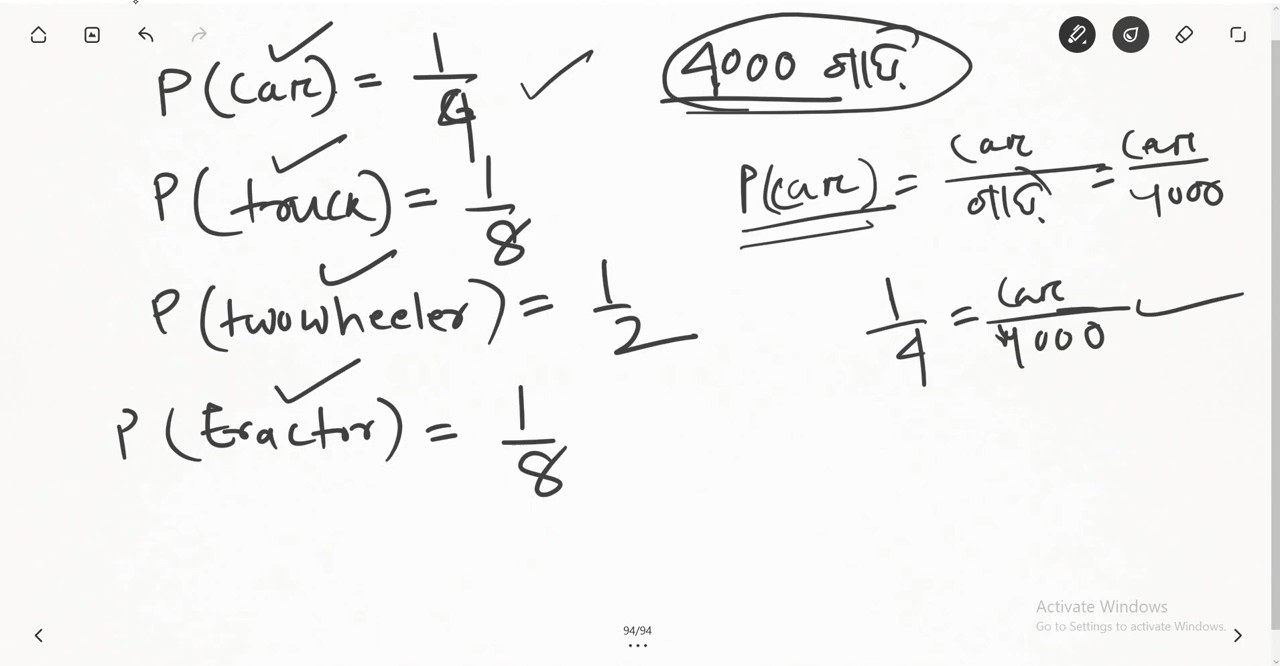 P(car) = 1/4
4000 गाडि
P(truck) = 1/8
P(car) = car/गाडि = car/4000
P(twowheeler) = 1/2
1/4 = car/4000
P(Tractor) = 1/8
94/94
Activate Windows
Go to Settings to activate Windows.